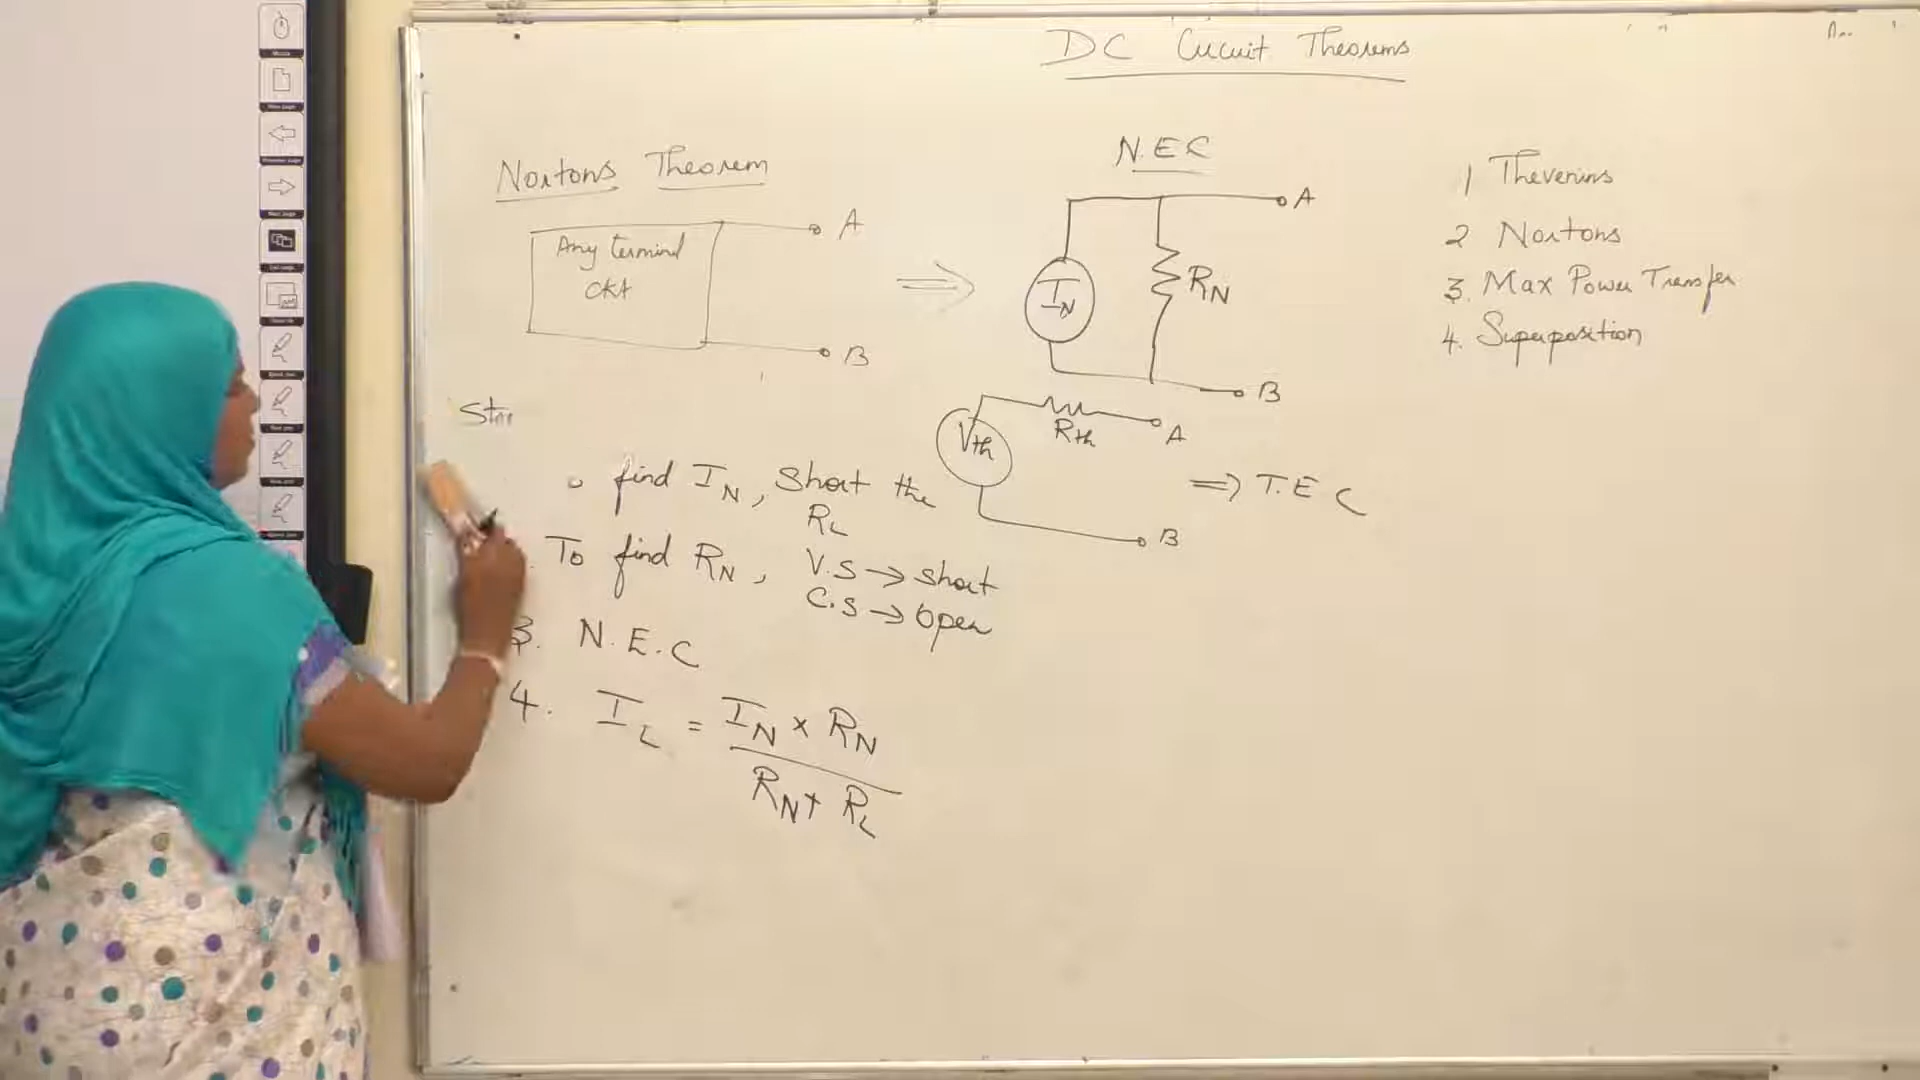 DC Circuit Theorems
Nortons Theorem
Any terminal
CKt
A
B
N.E.C
IN
RN
A
B
Vth
Rth
A
B
⇒ T.E.C
1 Thevenins
2 Nortons
3. Max Power Transfer
4. Superposition
find IN, Short the
RL
To find RN, V.S → short
C.S → Open
3. N.E.C
4. IL = IN × RN
RN + RL